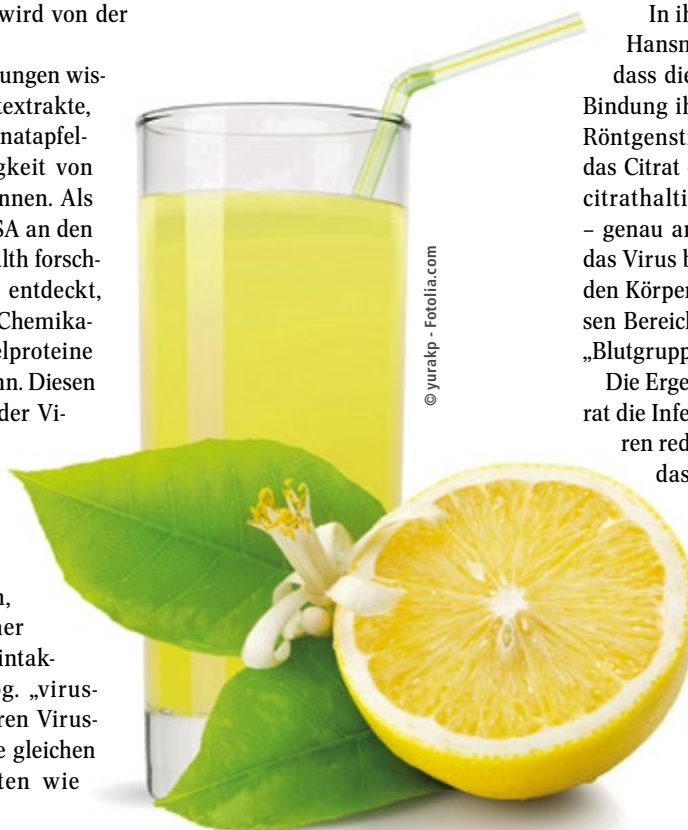 wird von der
ungen wis-
textrakte,
natapfel-
gkeit von
nnen. Als
SA an den
lth forsch-
entdeckt,
Chemika-
elproteine
nn. Diesen
der Vi-
n,
ner
intak-
g. „virus-
ren Virus-
e gleichen
ten wie
© yurakp - Fotolia.com
In ih
Hansm
dass die
Bindung ih
Röntgenstr
das Citrat
citrathalti
– genau an
das Virus b
den Körper
sen Bereich
„Blutgrupp
Die Erge
rat die Infe
ren red
das